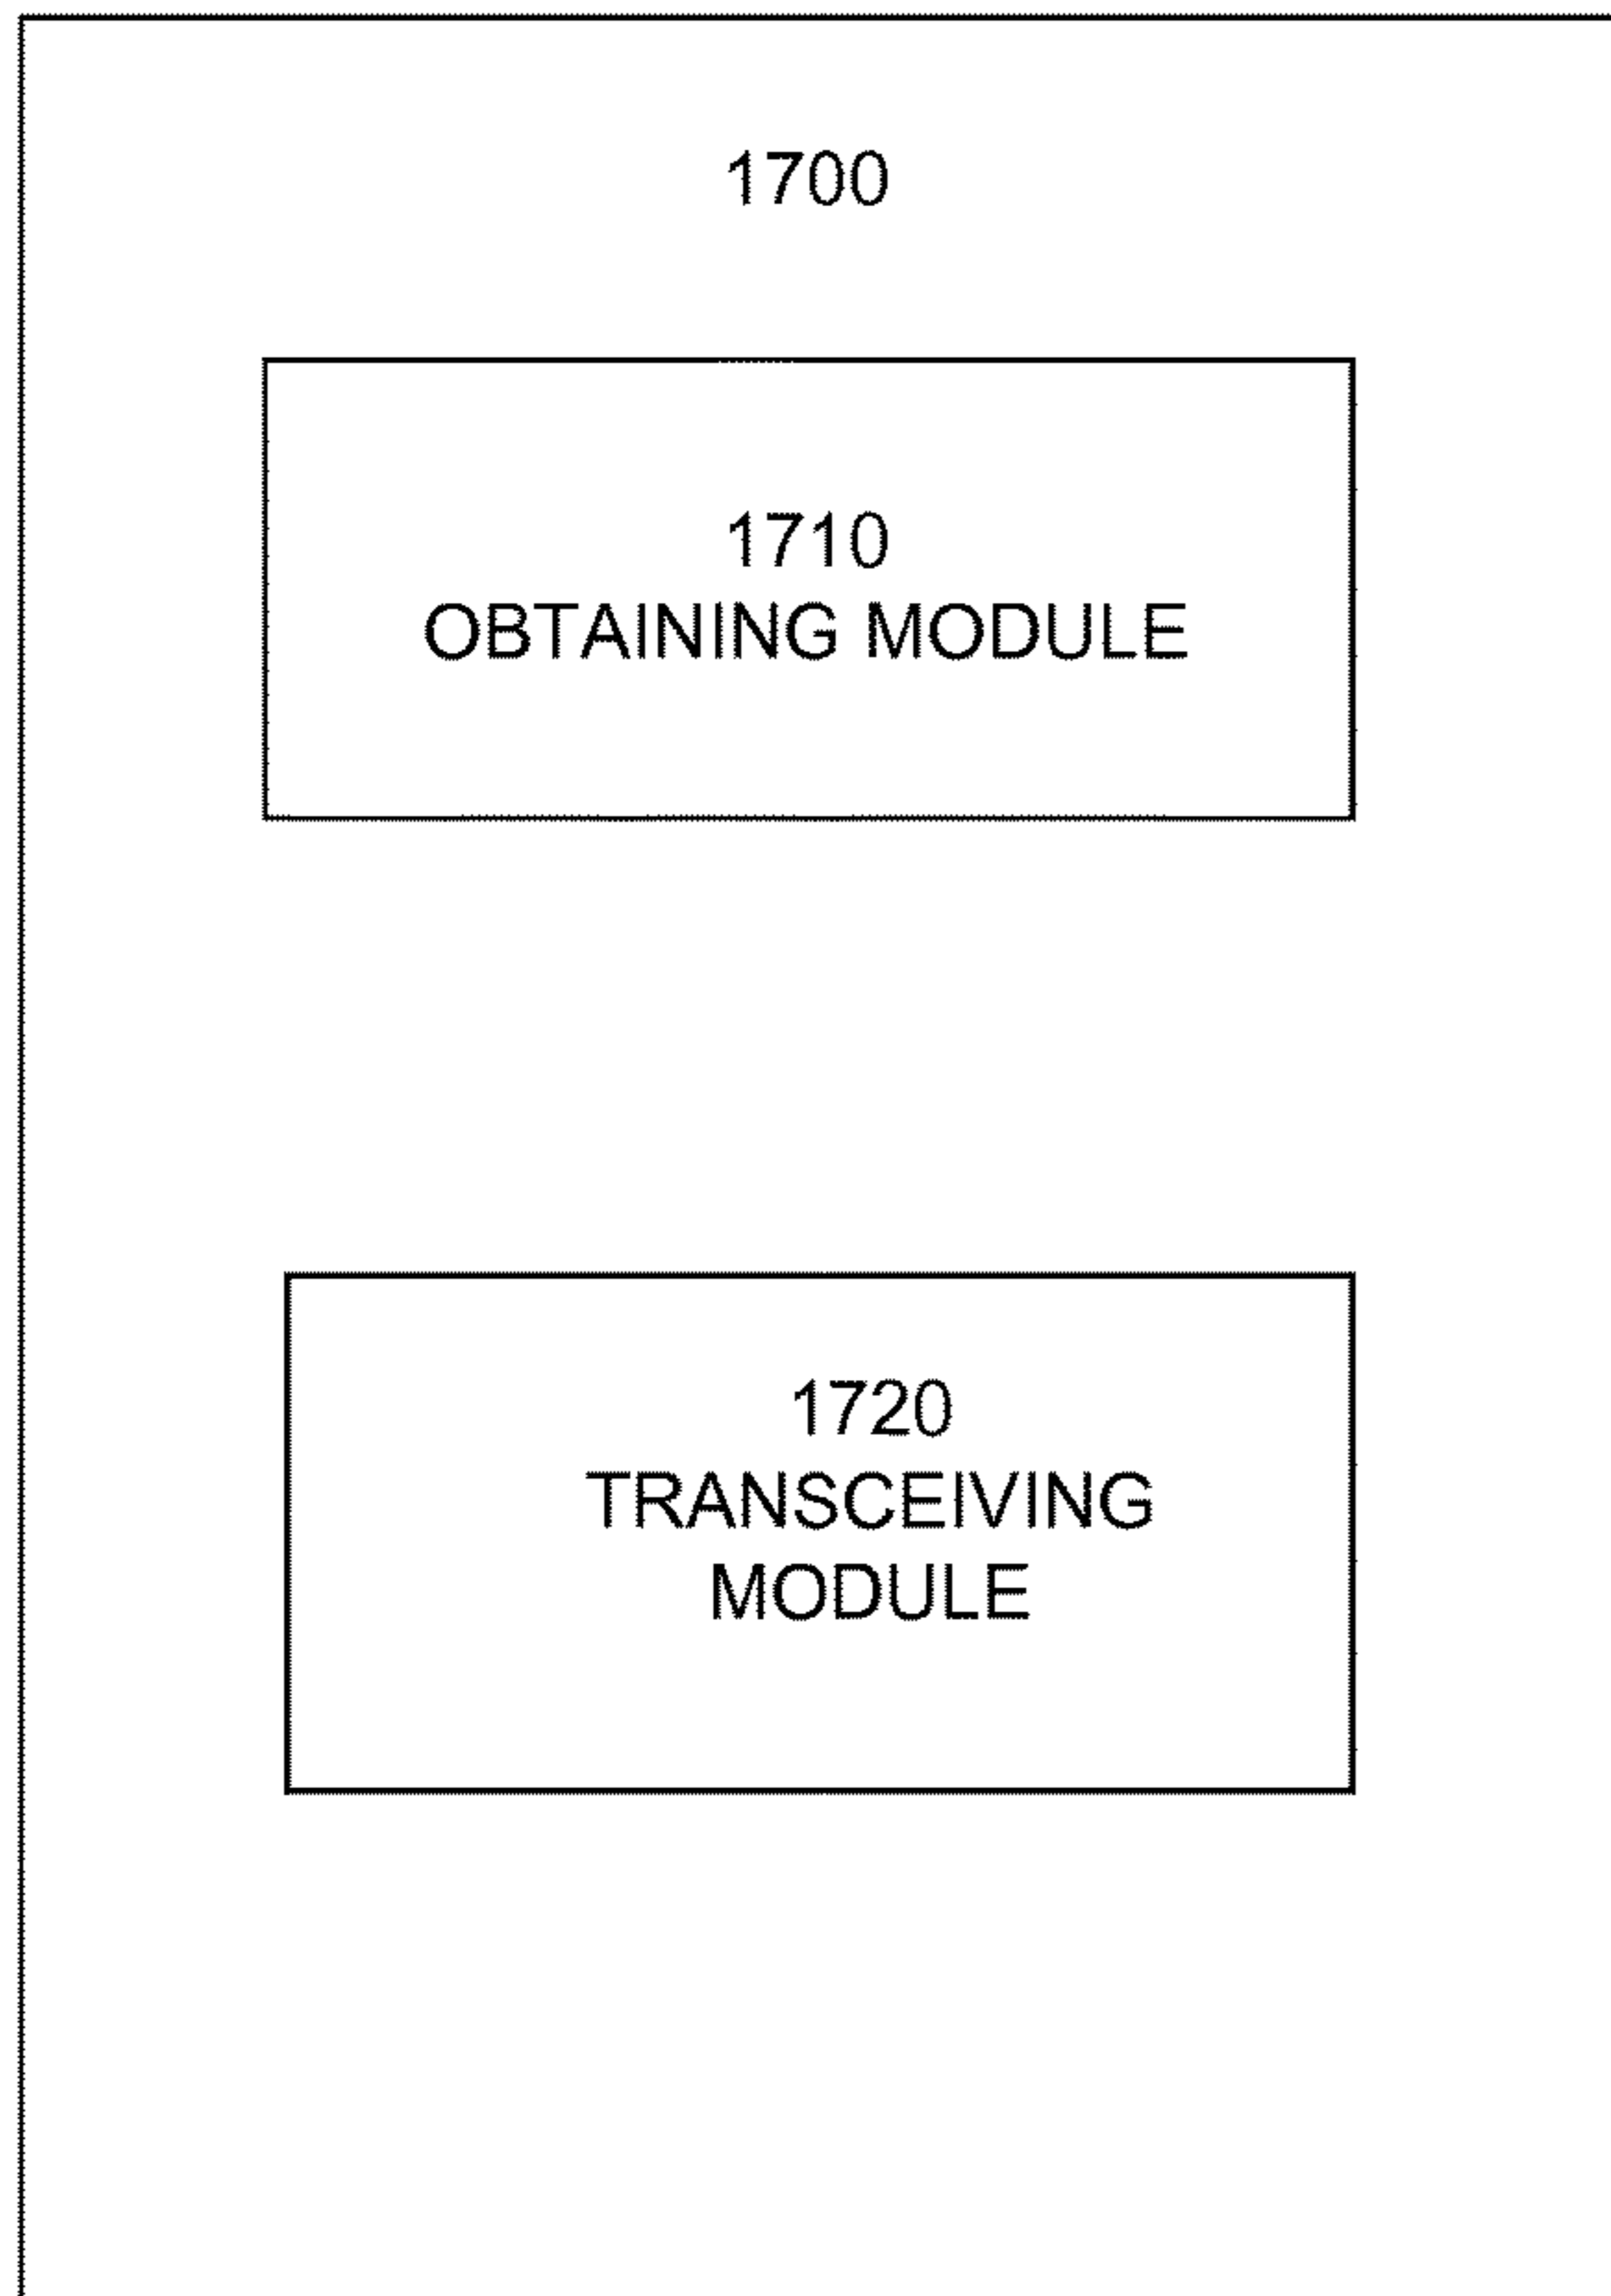 1700
1710
OBTAINING MODULE
1720
TRANSCEIVING
MODULE